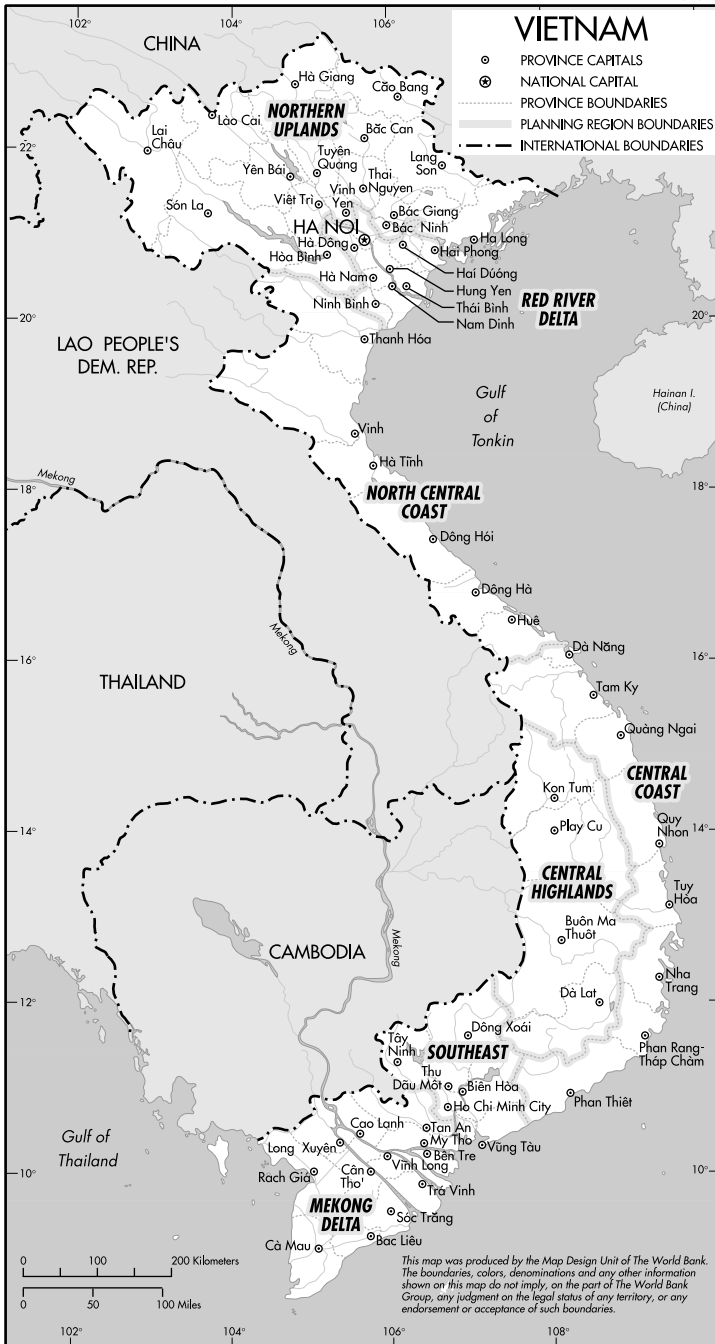 102°
104°
106°
VIETNAM
PROVINCE CAPITALS
NATIONAL CAPITAL
PROVINCE BOUNDARIES
PLANNING REGION BOUNDARIES
INTERNATIONAL BOUNDARIES
CHINA
Hà Giang
Cão Bang
NORTHERN
UPLANDS
Lào Cai
Lai
Châu
Băc Can
22°
Tuyên
Quang
Lang
Son
Yên Bái
Thai
Nguyen
Vinh
Yen
Viêt Trì
Són La
Bác Giang
HA NOI
Bác Ninh
Ha Long
Hà Dông
Hai Phong
Hòa Bình
Haí Dúóng
Hà Nam
Hung Yen
Ninh Binh
Thái Bình
Nam Dinh
RED RIVER
DELTA
20°
20°
Thanh Hóa
LAO PEOPLE'S
DEM. REP.
Gulf
of
Tonkin
Hainan I.
(China)
Vinh
Hà Tĩnh
Mekong
18°
18°
NORTH CENTRAL
COAST
Dông Hói
Dông Hà
Huê
Mekong
Dà Năng
16°
16°
THAILAND
Tam Ky
Quàng Ngai
CENTRAL
COAST
Kon Tum
Play Cu
Quy
Nhon
14°
14°
CENTRAL
HIGHLANDS
Tuy
Hòa
Buôn Ma
Thuôt
CAMBODIA
Mekong
Nha
Trang
Dà Lat
12°
12°
Dông Xoái
Tây
Ninh
SOUTHEAST
Phan Rang-
Tháp Chàm
Thu
Dâu Môt
Biên Hòa
Ho Chi Minh City
Phan Thiêt
Cao Lanh
Tan An
My Tho
Bên Tre
Vũng Tàu
Gulf of
Thailand
Long Xuyên
Vĩnh Long
10°
10°
Rach Giá
Cân
Tho'
Trá Vinh
MEKONG
DELTA
Sóc Trăng
Bac Liêu
Cà Mau
0 100 200 Kilometers
0 50 100 Miles
This map was produced by the Map Design Unit of The World Bank.
The boundaries, colors, denominations and any other information
shown on this map do not imply, on the part of The World Bank
Group, any judgment on the legal status of any territory, or any
endorsement or acceptance of such boundaries.
102°
104°
106°
108°